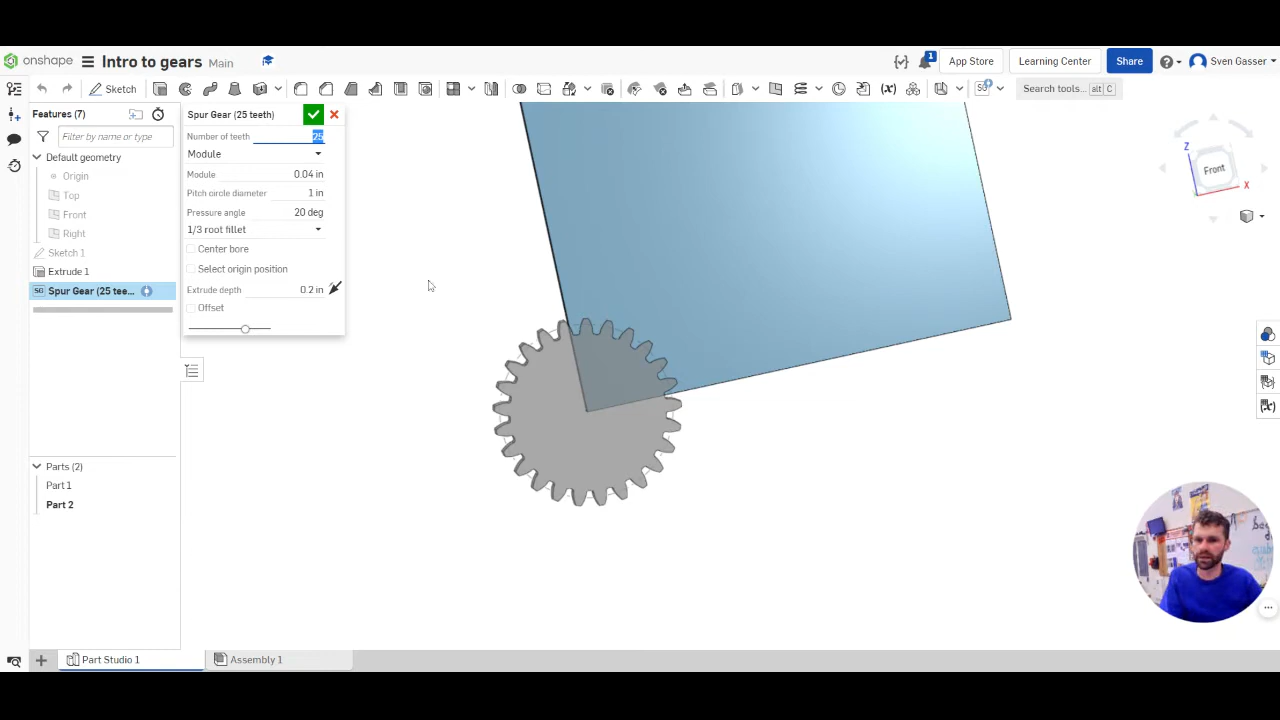 onshape Intro to gears Main App Store Learning Center Share Sven Gasser
1
Sketch Search tools... alt C
Features (7)
Filter by name or type
Default geometry
Origin
Top
Front
Right
Sketch 1
Extrude 1
SG Spur Gear (25 tee...
Spur Gear (25 teeth)
Number of teeth 25
Module
Module 0.04 in
Pitch circle diameter 1 in
Pressure angle 20 deg
1/3 root fillet
Center bore
Select origin position
Extrude depth 0.2 in
Offset
Z
Front
X
Parts (2)
Part 1
Part 2
Part Studio 1 Assembly 1